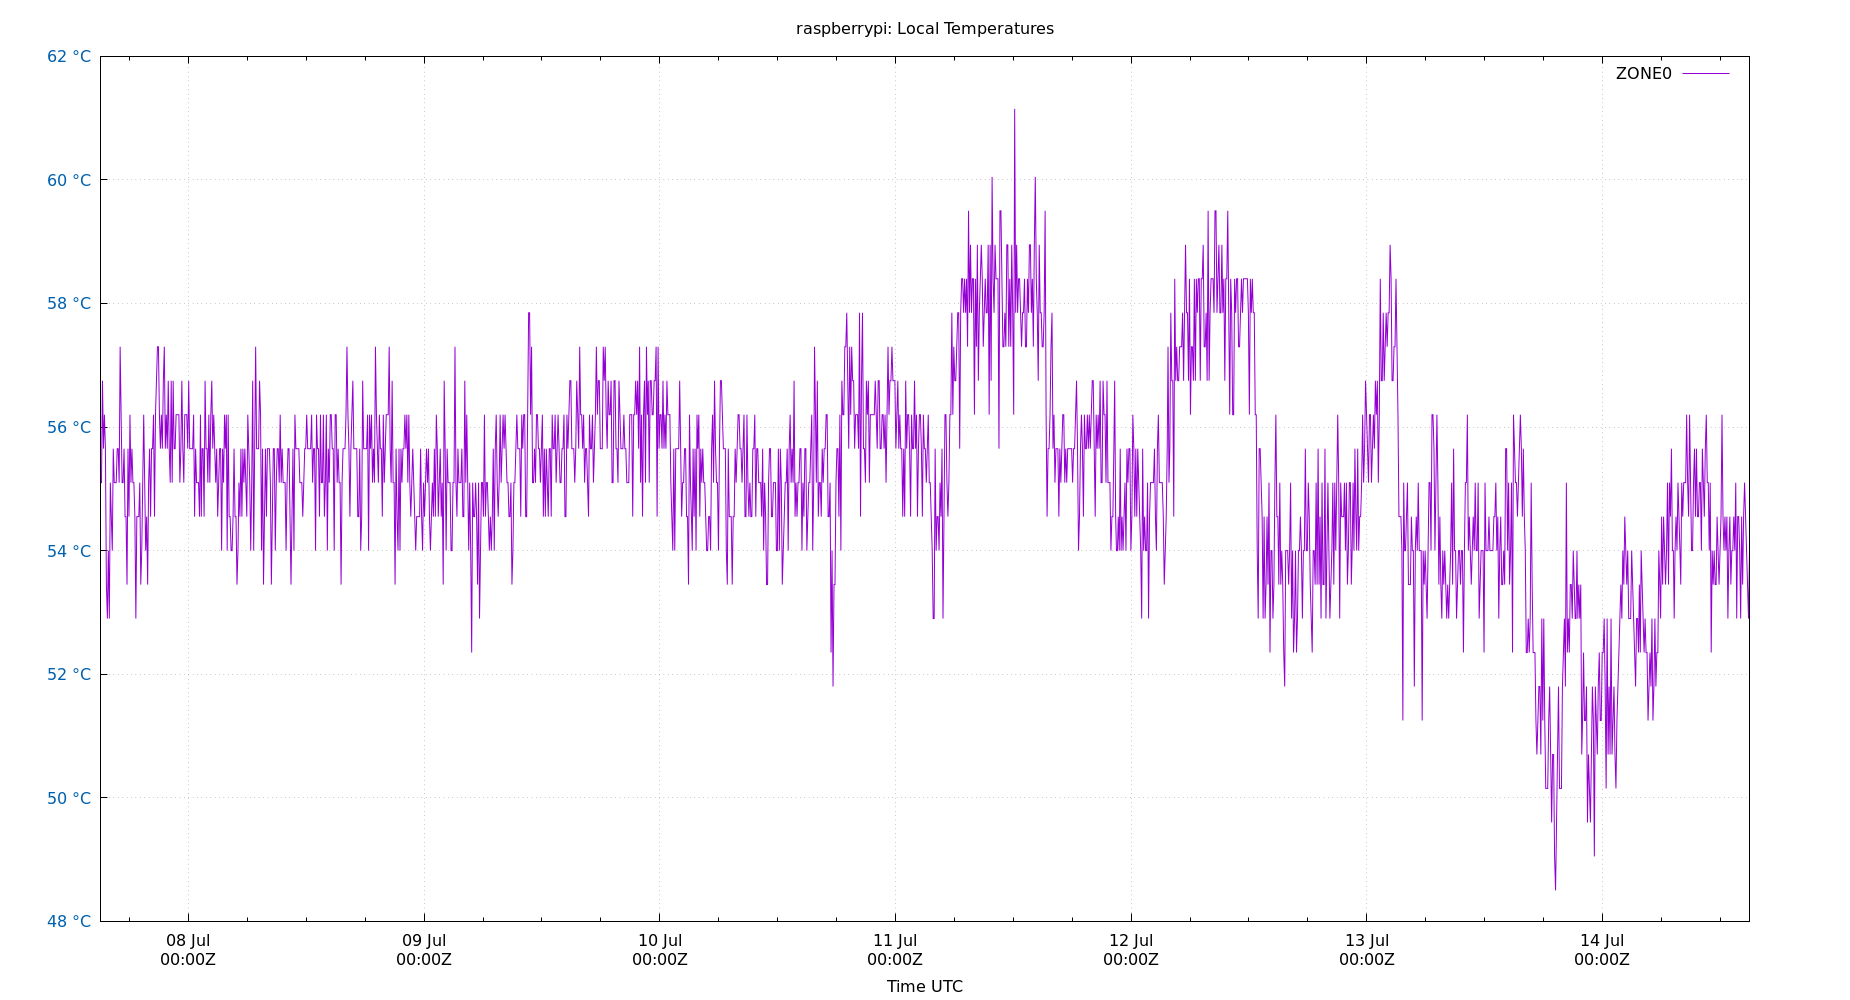 raspberrypi: Local Temperatures
62 °C
ZONE0
60 °C
58 °C
56 °C
54 °C
52 °C
50 °C
48 °C
08 Jul 09 Jul 10 Jul 11 Jul 12 Jul 13 Jul 14 Jul
00:00Z 00:00Z 00:00Z 00:00Z 00:00Z 00:00Z 00:00Z
Time UTC